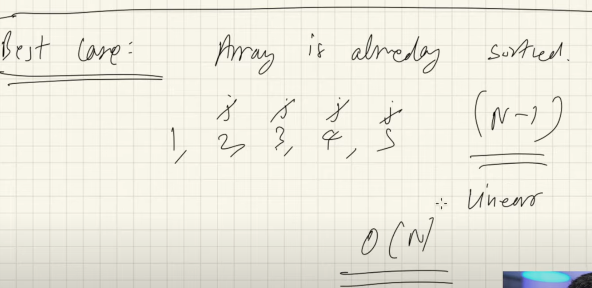 Best Case: Array is already sorted.
j j j j
1, 2, 3, 4, 5 (N-1)
Linear
O(N)